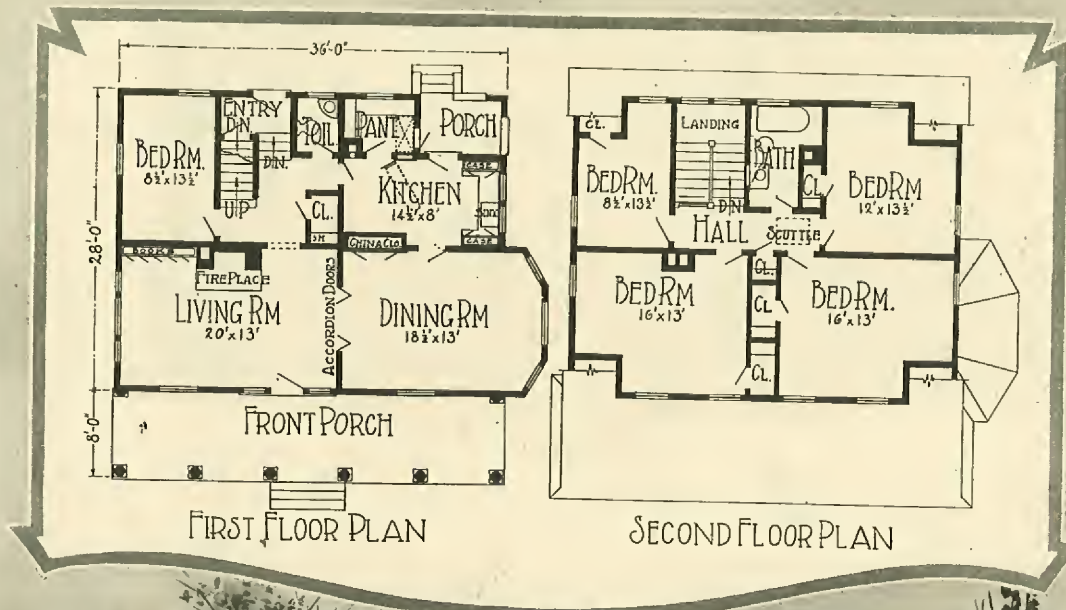 36'-0"
28'-0"
8'-0"
ENTRY
DN.
TOIL.
PANT.
PORCH
BED RM.
8½'x13½'
DN.
UP
CL.
SH
KITCHEN
14½'x8'
CASE
SINK
CASE
CHINA CLO.
BOOKS
FIREPLACE
LIVING RM
20'x13'
ACCORDION DOORS
DINING RM
18½'x13'
FRONT PORCH
FIRST FLOOR PLAN
CL.
LANDING
BATH
BED RM.
8½'x13½'
DN
CL.
BED RM
12'x13½'
HALL
SCUTTLE
BED RM
16'x13'
CL.
CL
CL.
BED RM.
16'x13'
SECOND FLOOR PLAN